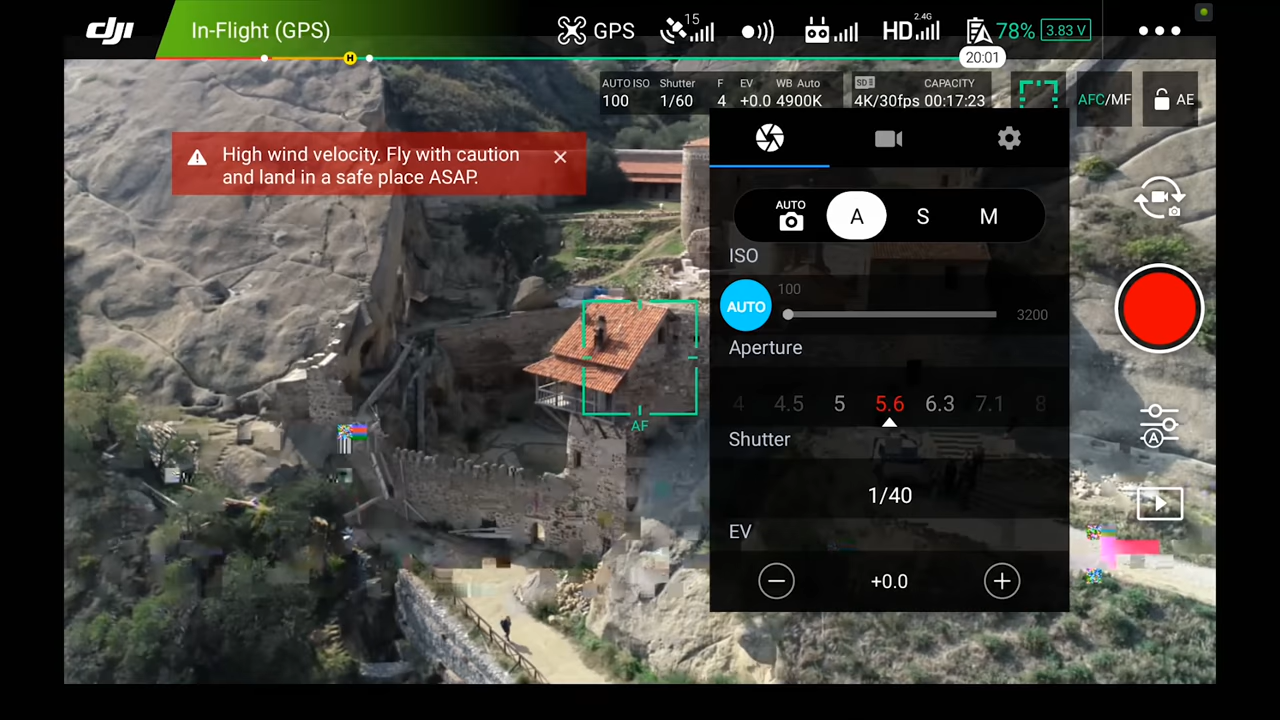 dji
In-Flight (GPS)
GPS
15
HD
2.4G
78%
3.83 V
20:01
H
AUTO ISO Shutter F EV WB Auto
100 1/60 4 +0.0 4900K
SD CAPACITY
4K/30fps 00:17:23
AFC/MF
AE
High wind velocity. Fly with caution
and land in a safe place ASAP.
AUTO
A S M
ISO
AUTO
100
3200
Aperture
4 4.5 5 5.6 6.3 7.1 8
Shutter
1/40
EV
+0.0
AF
A